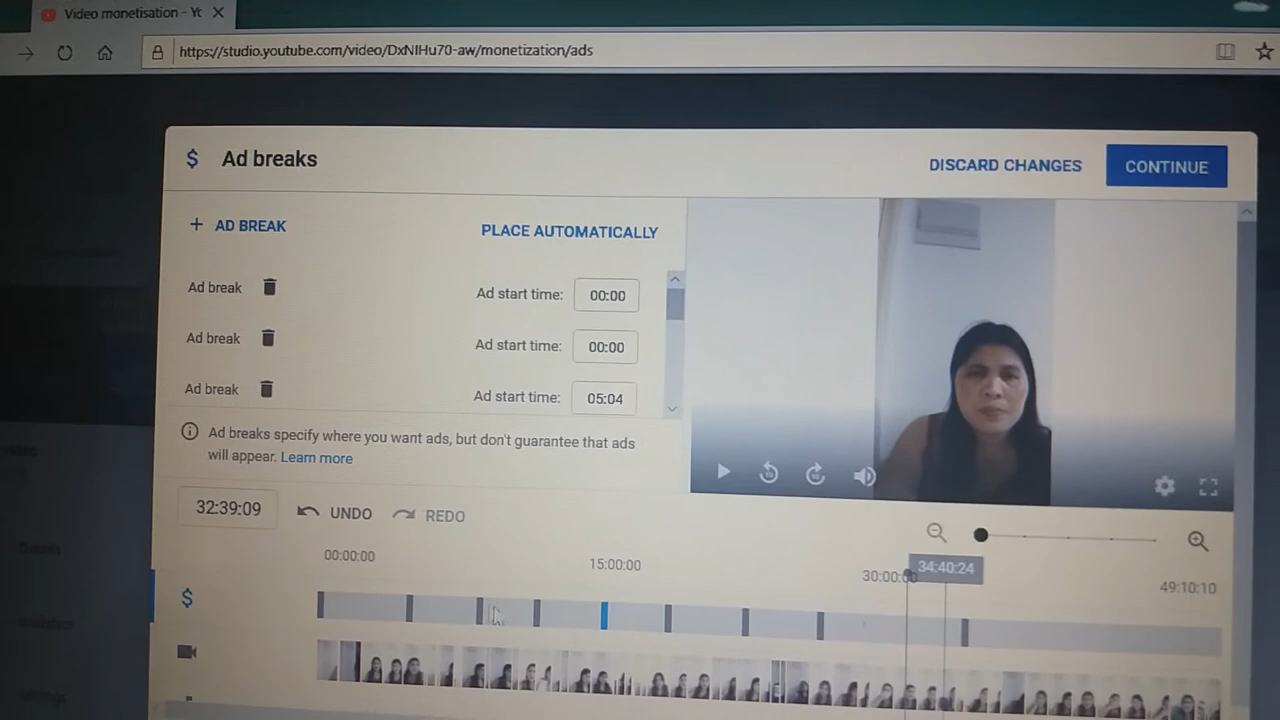 Video monetisation - Yt
https://studio.youtube.com/video/DxNIHu70-aw/monetization/ads
$ Ad breaks
DISCARD CHANGES
CONTINUE
+ AD BREAK
PLACE AUTOMATICALLY
Ad break
Ad start time: 00:00
Ad break
Ad start time: 00:00
Ad break
Ad start time: 05:04
Ad breaks specify where you want ads, but don't guarantee that ads
will appear. Learn more
32:39:09
UNDO
REDO
00:00:00
15:00:00
30:00:0
34:40:24
49:10:10
$